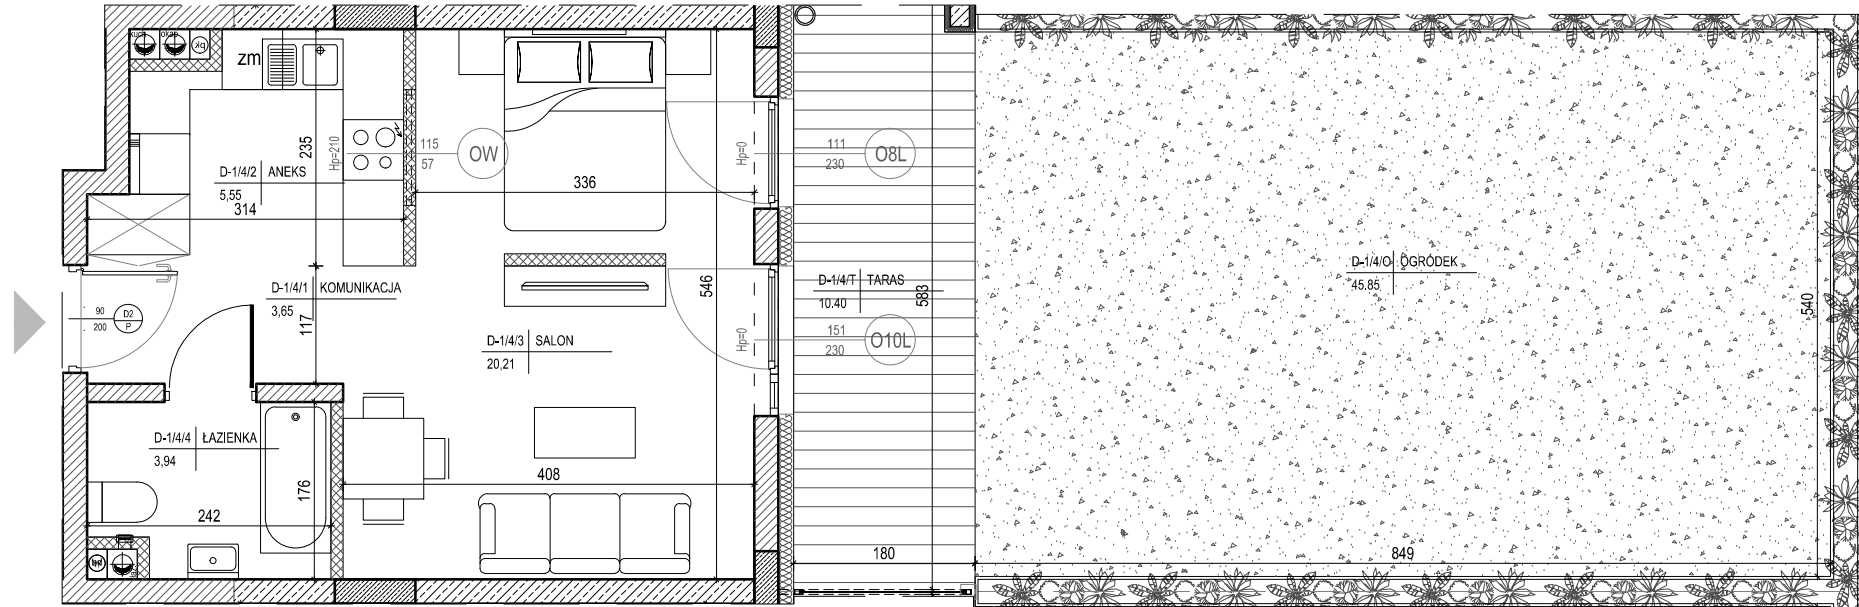 kuch
okap
pk
zm
235
Hp=210
115
57
OW
D-1/4/2 ANEKS
5,55
314
336
Hp=0
111
230
O8L
D-1/4/1 KOMUNIKACJA
3,65
117
90
200
D2
P
546
D-1/4/3 SALON
20,21
Hp=0
D-1/4/T TARAS
10.40
583
151
230
O10L
D-1/4/O OGRÓDEK
45.85
540
D-1/4/4 ŁAZIENKA
3,94
176
408
242
180
849